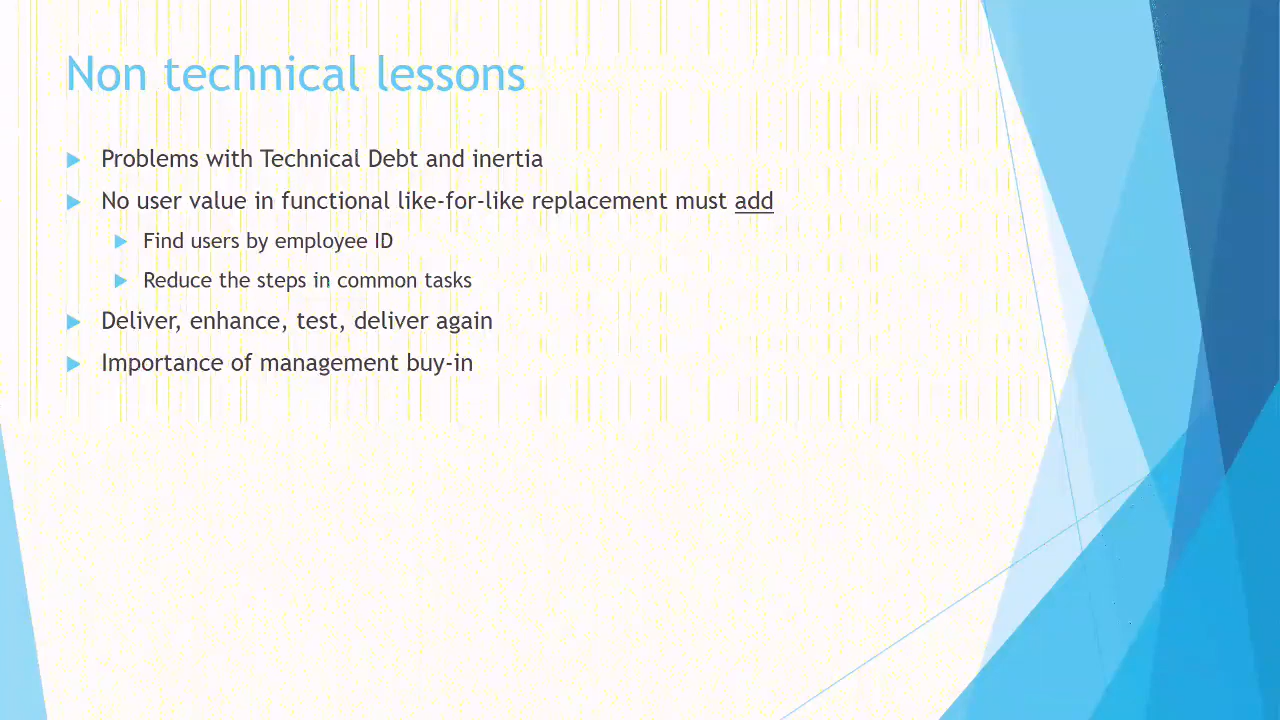 Non technical lessons
Problems with Technical Debt and inertia
No user value in functional like-for-like replacement must add
Find users by employee ID
Reduce the steps in common tasks
Deliver, enhance, test, deliver again
Importance of management buy-in